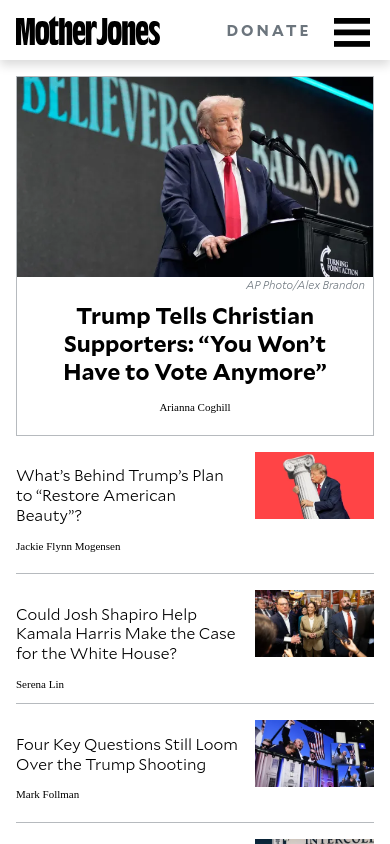 Mother Jones
DONATE
BELIEVERS
BALLOTS
TURNING
POINT ACTION
AP Photo/Alex Brandon
Trump Tells Christian
Supporters: “You Won’t
Have to Vote Anymore”
Arianna Coghill
What’s Behind Trump’s Plan
to “Restore American
Beauty”?
Jackie Flynn Mogensen
Could Josh Shapiro Help
Kamala Harris Make the Case
for the White House?
Serena Lin
Four Key Questions Still Loom
Over the Trump Shooting
Mark Follman